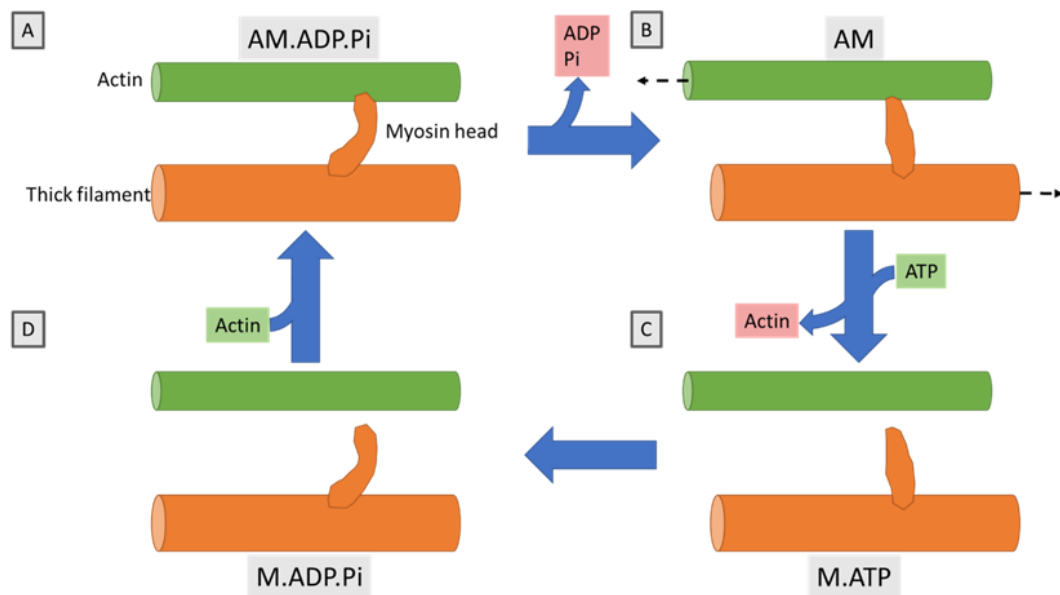 A
AM.ADP.Pi
ADP
Pi
B
AM
Actin
Myosin head
Thick filament
ATP
Actin
D
Actin
C
M.ADP.Pi
M.ATP